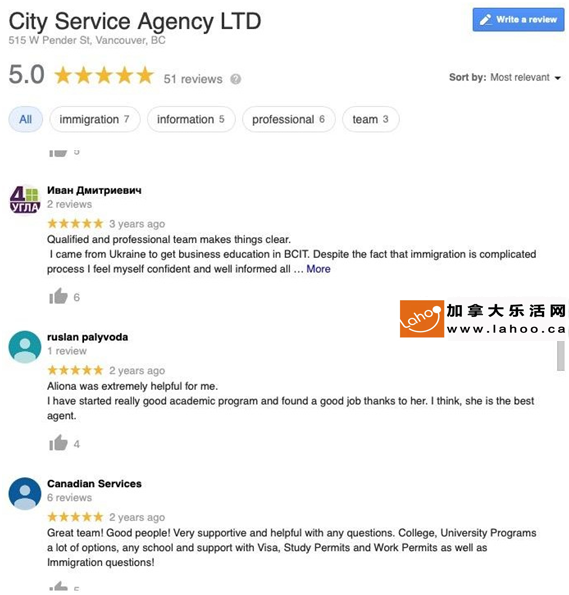 City Service Agency LTD
Write a review
515 W Pender St, Vancouver, BC
5.0
51 reviews
Sort by: Most relevant
All
immigration 7
information 5
professional 6
team 3
5
4
УГЛА
Иван Дмитриевич
2 reviews
3 years ago
Qualified and professional team makes things clear.
I came from Ukraine to get business education in BCIT. Despite the fact that immigration is complicated
process I feel myself confident and well informed all … More
6
Lahoo
加拿大乐活网
www.lahoo.ca
ruslan palyvoda
1 review
2 years ago
Aliona was extremely helpful for me.
I have started really good academic program and found a good job thanks to her. I think, she is the best
agent.
4
Canadian Services
6 reviews
2 years ago
Great team! Good people! Very supportive and helpful with any questions. College, University Programs
a lot of options, any school and support with Visa, Study Permits and Work Permits as well as
Immigration questions!
5